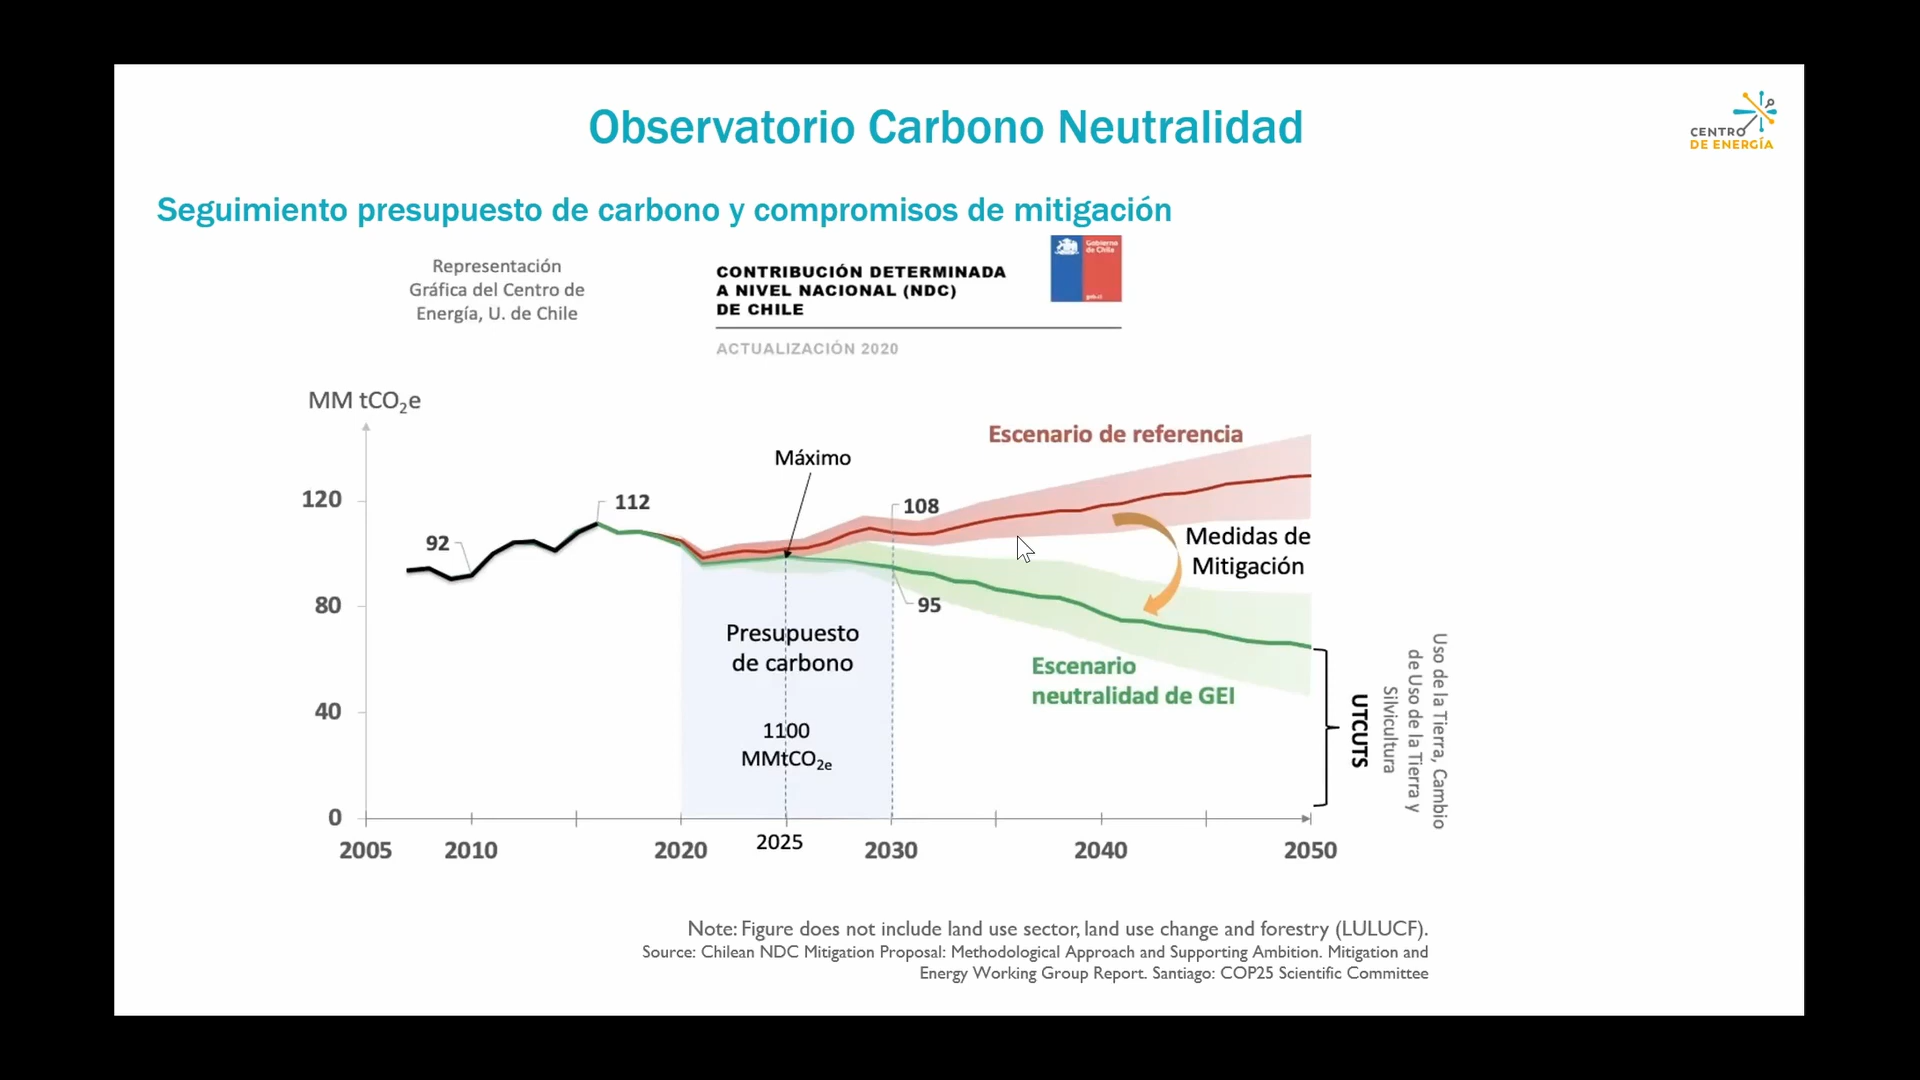 Observatorio Carbono Neutralidad
CENTRO
DE ENERGÍA
Seguimiento presupuesto de carbono y compromisos de mitigación
Representación
Gráfica del Centro de
Energía, U. de Chile
CONTRIBUCIÓN DETERMINADA
A NIVEL NACIONAL (NDC)
DE CHILE
Gobierno
de Chile
gob.cl
ACTUALIZACIÓN 2020
MM tCO₂e
Escenario de referencia
Máximo
120
112
108
92
Medidas de
Mitigación
80
95
Presupuesto
de carbono
Escenario
neutralidad de GEI
40
1100
MMtCO₂e
UTCUTS
Uso de la Tierra, Cambio
de Uso de la Tierra y
Silvicultura
0
2005
2010
2020
2025
2030
2040
2050
Note: Figure does not include land use sector, land use change and forestry (LULUCF).
Source: Chilean NDC Mitigation Proposal: Methodological Approach and Supporting Ambition. Mitigation and
Energy Working Group Report. Santiago: COP25 Scientific Committee